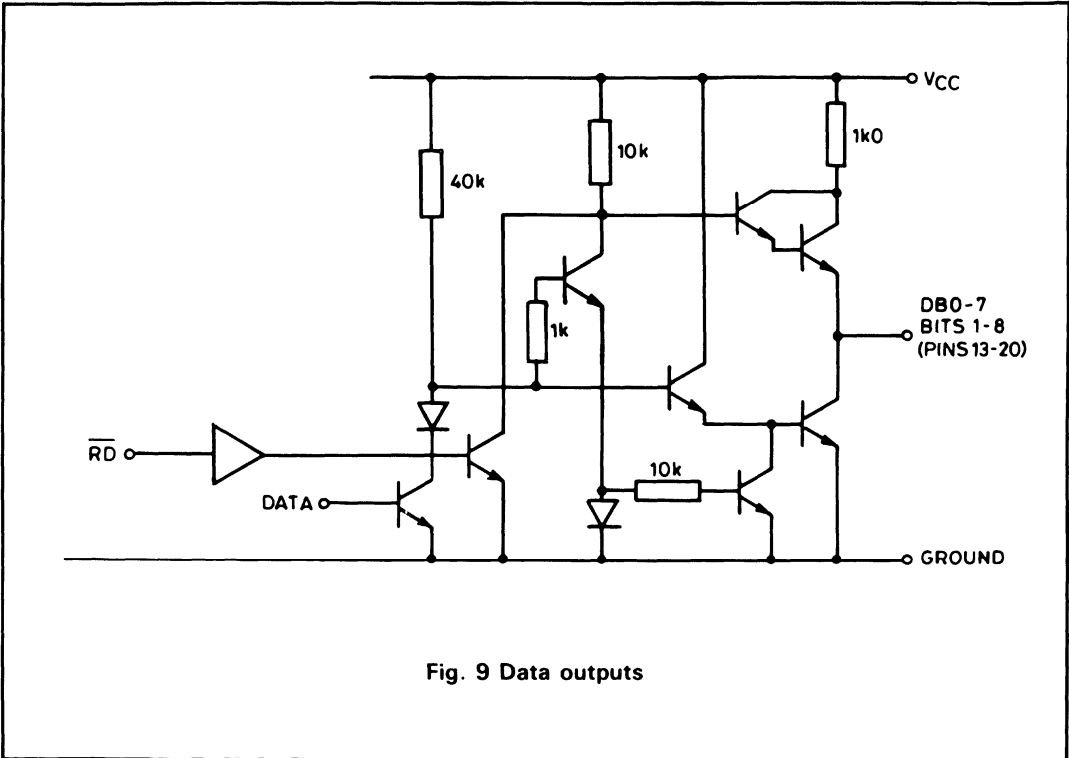 VCC
1k0
10k
40k
1k
DB0-7
BITS 1-8
(PINS 13-20)
RD
10k
DATA
GROUND
Fig. 9 Data outputs